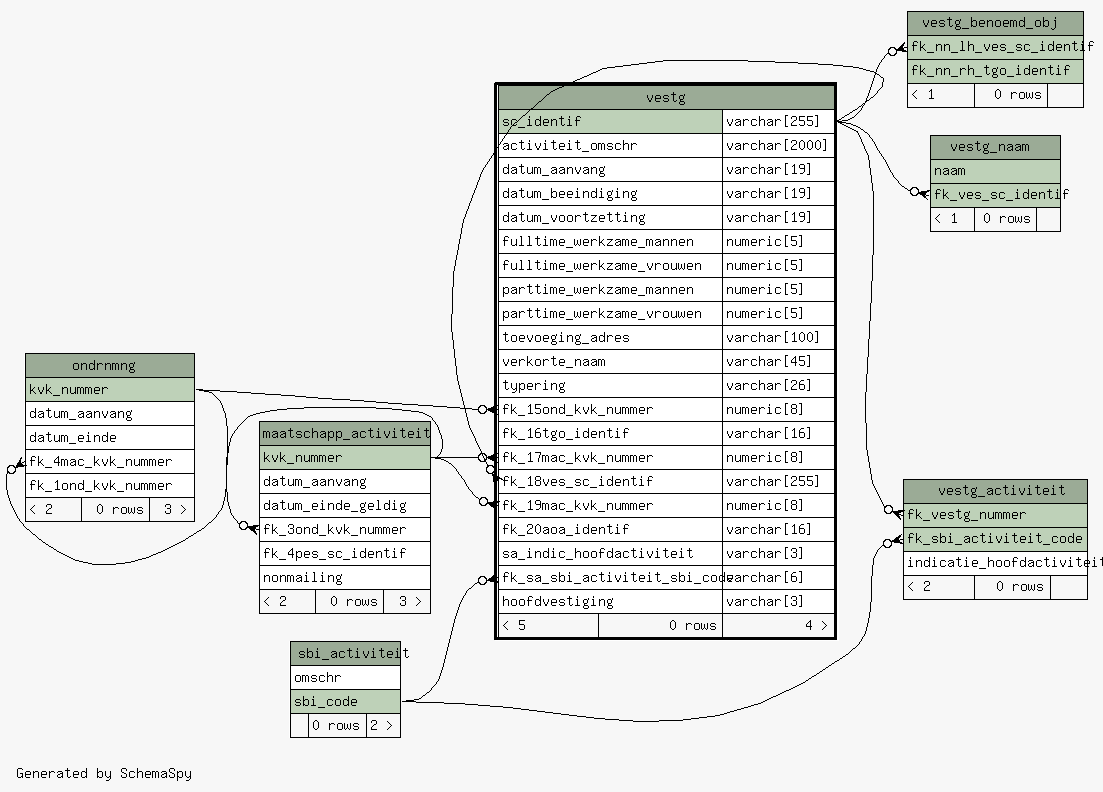 vestg_benoemd_obj
fk_nn_lh_ves_sc_identif
fk_nn_rh_tgo_identif
< 1 0 rows
vestg_naam
naam
fk_ves_sc_identif
< 1 0 rows
vestg
sc_identif varchar[255]
activiteit_omschr varchar[2000]
datum_aanvang varchar[19]
datum_beeindiging varchar[19]
datum_voortzetting varchar[19]
fulltime_werkzame_mannen numeric[5]
fulltime_werkzame_vrouwen numeric[5]
parttime_werkzame_mannen numeric[5]
parttime_werkzame_vrouwen numeric[5]
toevoeging_adres varchar[100]
verkorte_naam varchar[45]
typering varchar[26]
fk_15ond_kvk_nummer numeric[8]
fk_16tgo_identif varchar[16]
fk_17mac_kvk_nummer numeric[8]
fk_18ves_sc_identif varchar[255]
fk_19mac_kvk_nummer numeric[8]
fk_20aoa_identif varchar[16]
sa_indic_hoofdactiviteit varchar[3]
fk_sa_sbi_activiteit_sbi_code varchar[6]
hoofdvestiging varchar[3]
< 5 0 rows 4 >
ondrnmng
kvk_nummer
datum_aanvang
datum_einde
fk_4mac_kvk_nummer
fk_1ond_kvk_nummer
< 2 0 rows 3 >
maatschapp_activiteit
kvk_nummer
datum_aanvang
datum_einde_geldig
fk_3ond_kvk_nummer
fk_4pes_sc_identif
nonmailing
< 2 0 rows 3 >
vestg_activiteit
fk_vestg_nummer
fk_sbi_activiteit_code
indicatie_hoofdactiviteit
< 2 0 rows
sbi_activiteit
omschr
sbi_code
0 rows 2 >
Generated by SchemaSpy